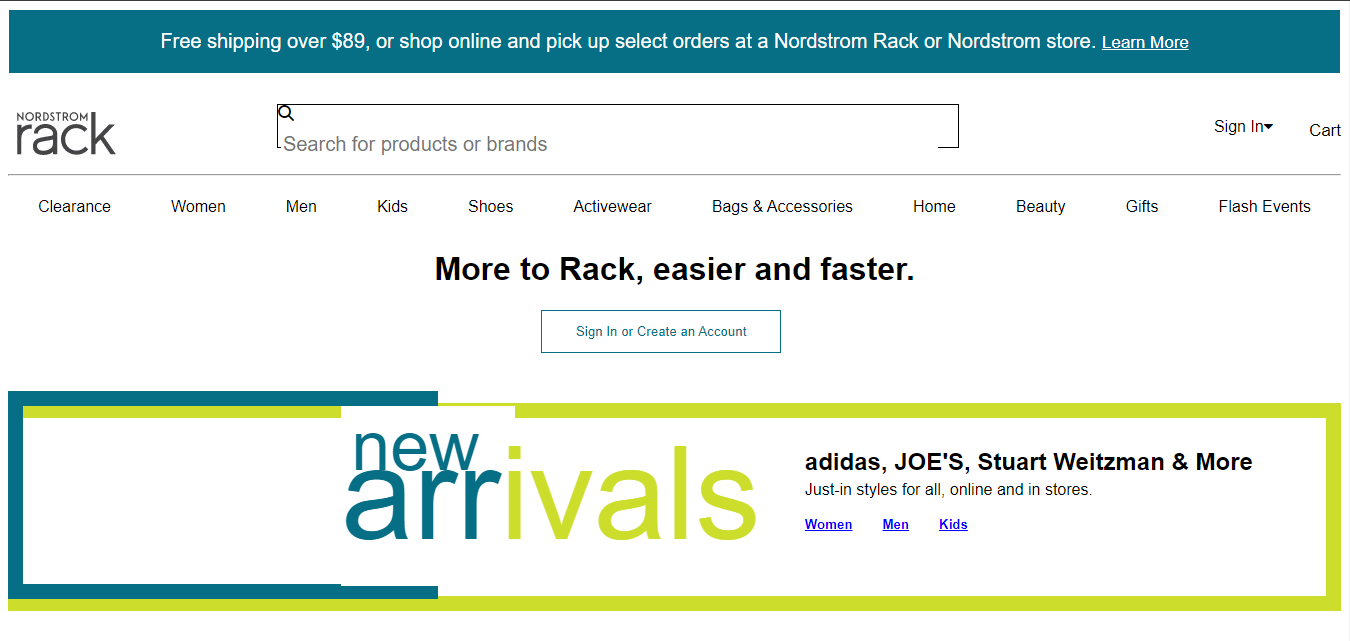 Free shipping over $89, or shop online and pick up select orders at a Nordstrom Rack or Nordstrom store. Learn More
NORDSTROM
rack
Search for products or brands
Sign In
Cart
Clearance Women Men Kids Shoes Activewear Bags & Accessories Home Beauty Gifts Flash Events
More to Rack, easier and faster.
Sign In or Create an Account
new
arrivals
adidas, JOE'S, Stuart Weitzman & More
Just-in styles for all, online and in stores.
Women Men Kids